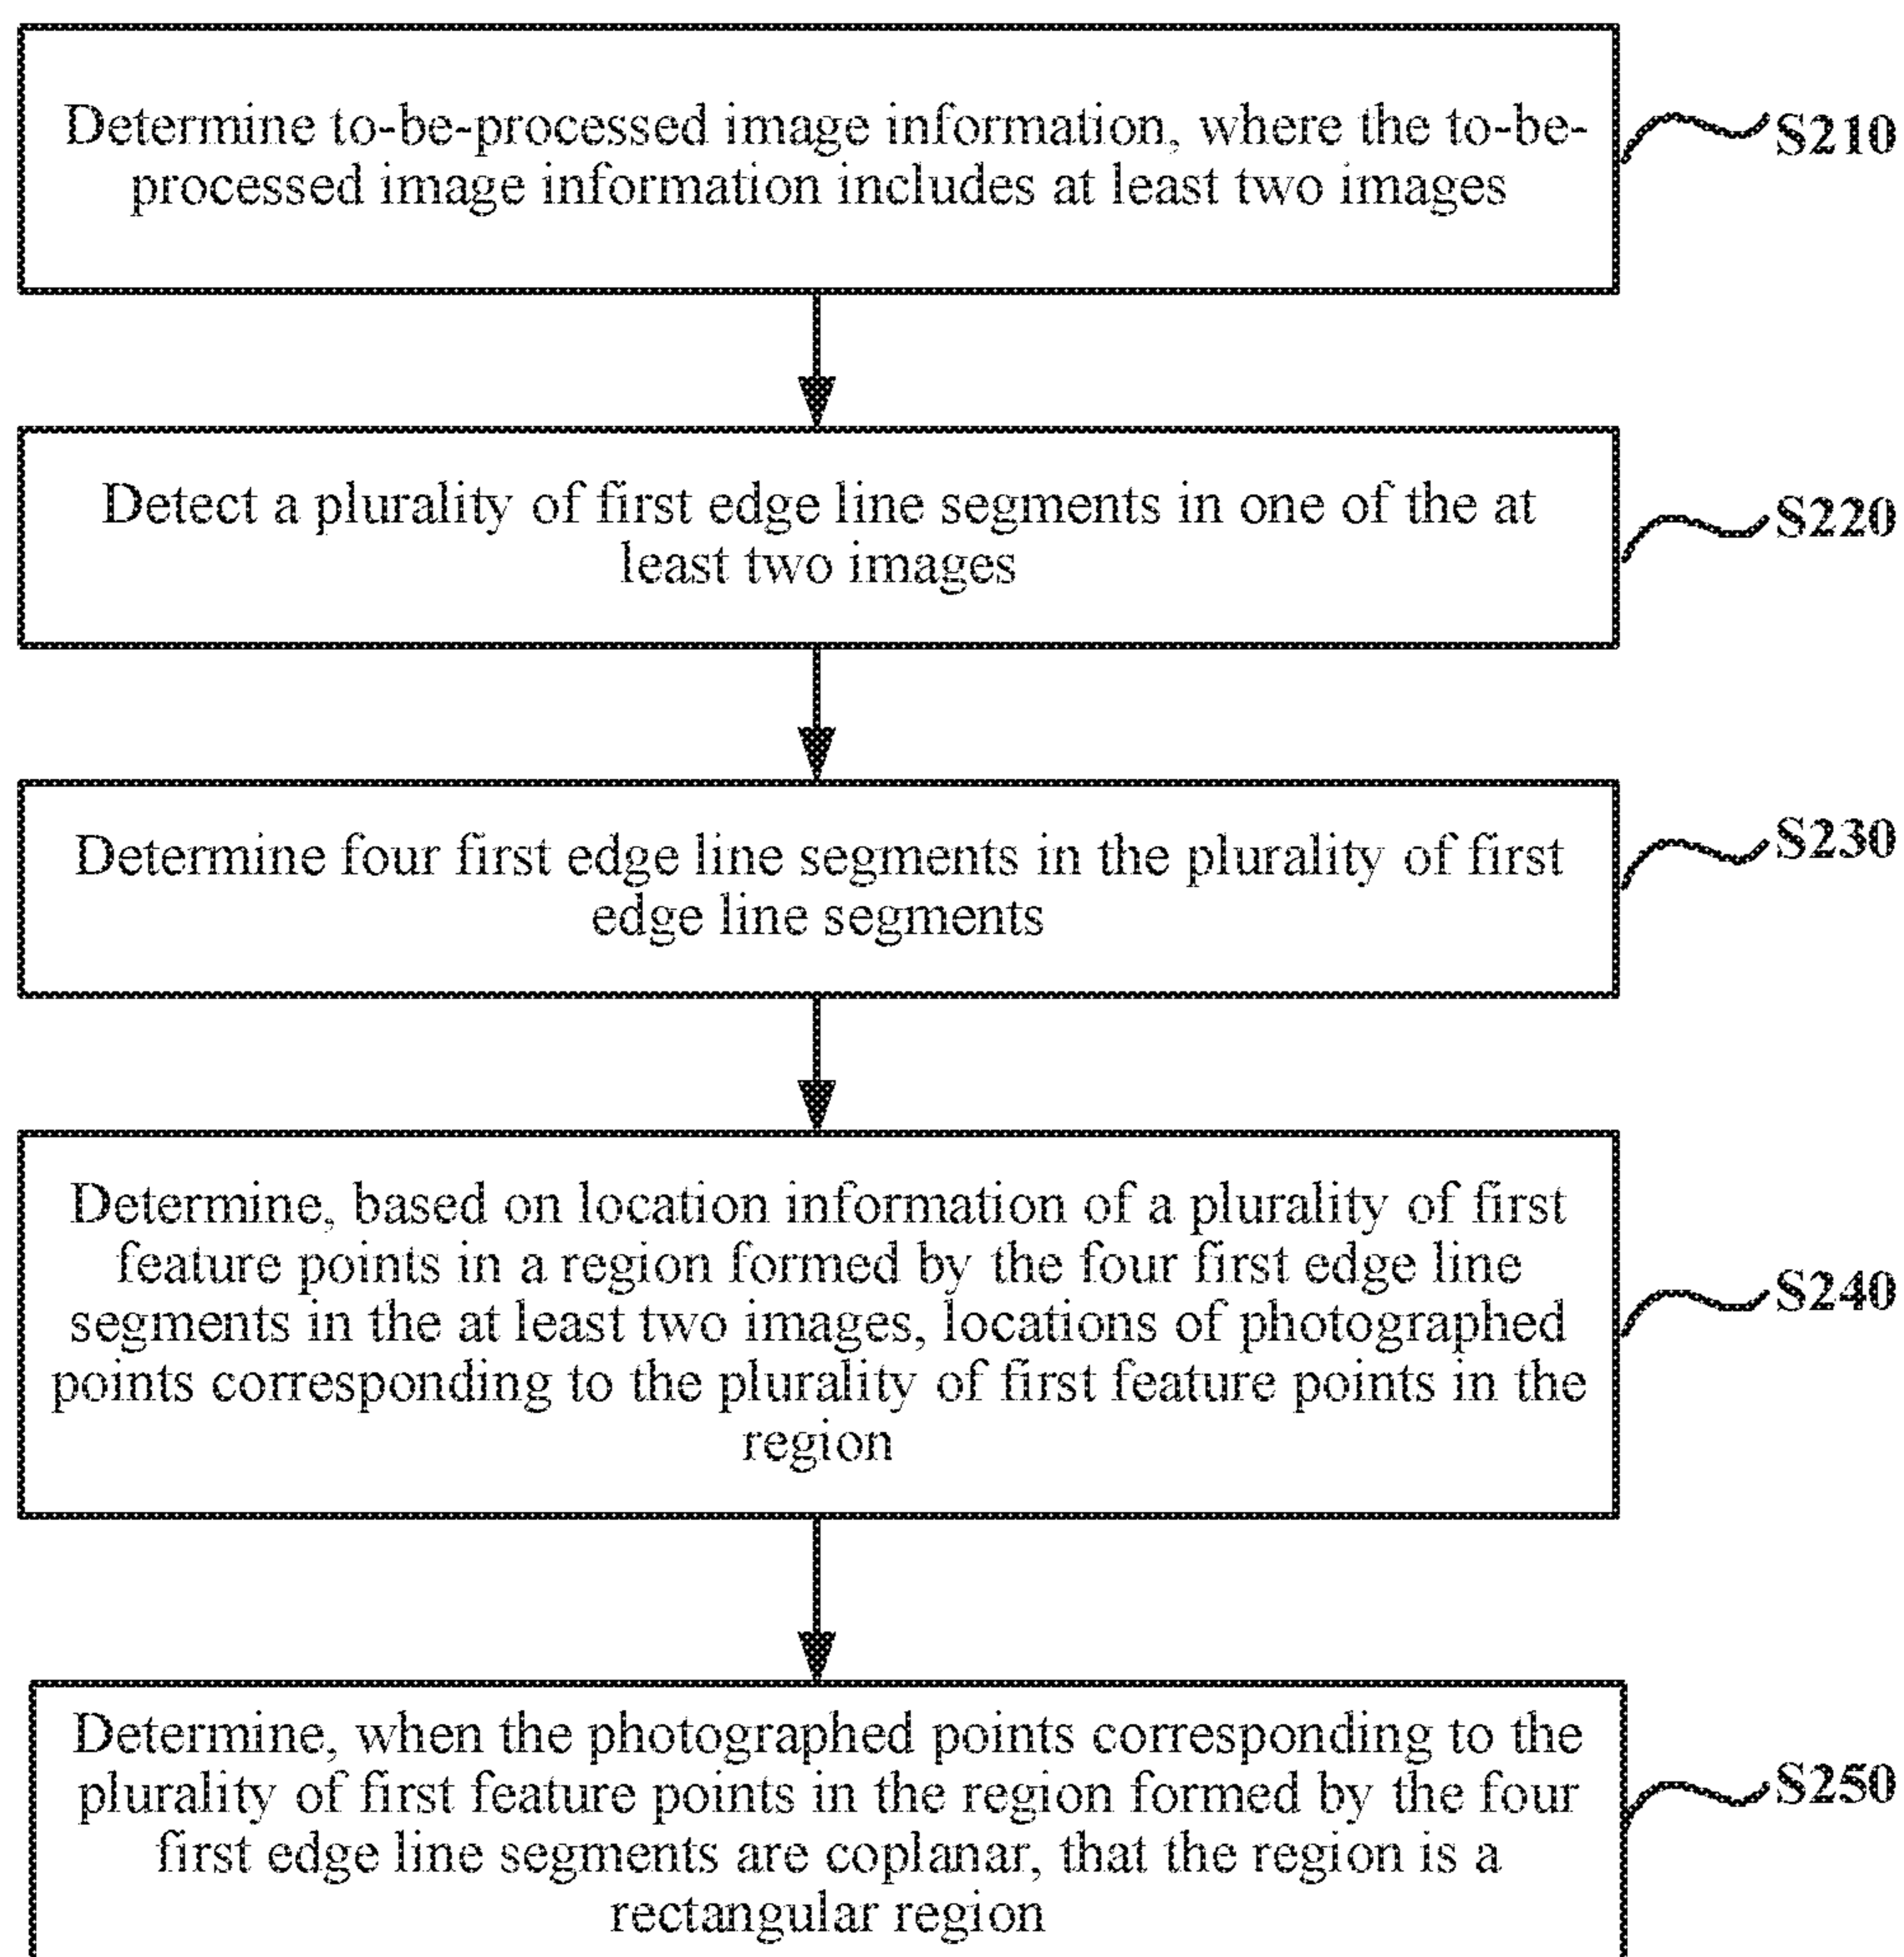 Determine to-be-processed image information, where the to-be-
processed image information includes at least two images
S210
Detect a plurality of first edge line segments in one of the at
least two images
S220
Determine four first edge line segments in the plurality of first
edge line segments
S230
Determine, based on location information of a plurality of first
feature points in a region formed by the four first edge line
segments in the at least two images, locations of photographed
points corresponding to the plurality of first feature points in the
region
S240
Determine, when the photographed points corresponding to the
plurality of first feature points in the region formed by the four
first edge line segments are coplanar, that the region is a
rectangular region
S250